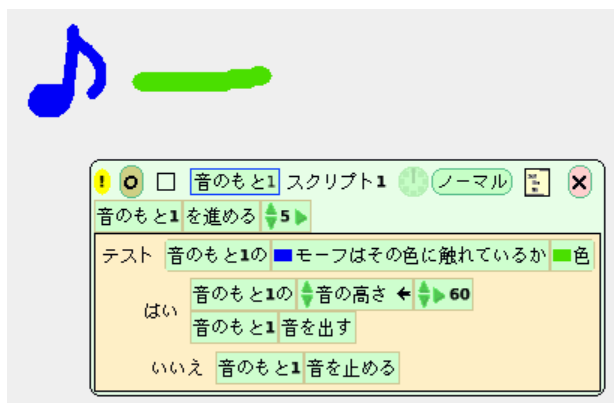 ! 音のもと1 スクリプト1 ノーマル
音のもと1 を進める 5
テスト 音のもと1の モーフはその色に触れているか 色
はい 音のもと1の 音の高さ ← 60
音のもと1 音を出す
いいえ 音のもと1 音を止める